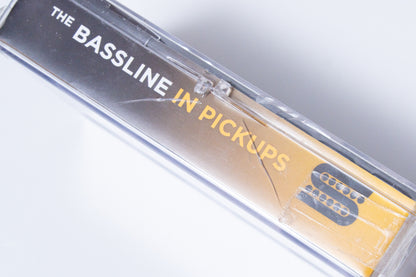 THE BASSLINE IN PICKUPS